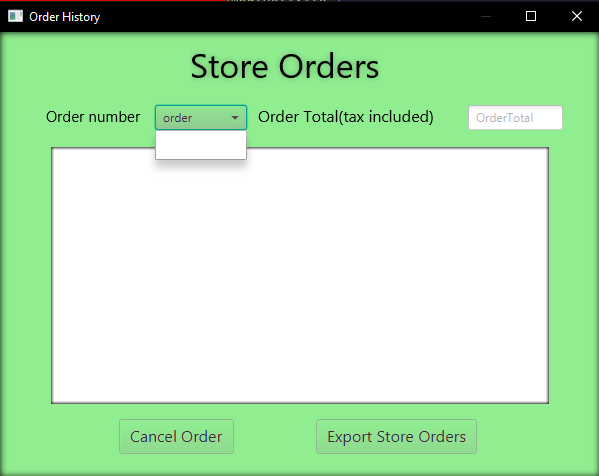 Order History
Store Orders
Order number order Order Total(tax included) OrderTotal
Cancel Order Export Store Orders